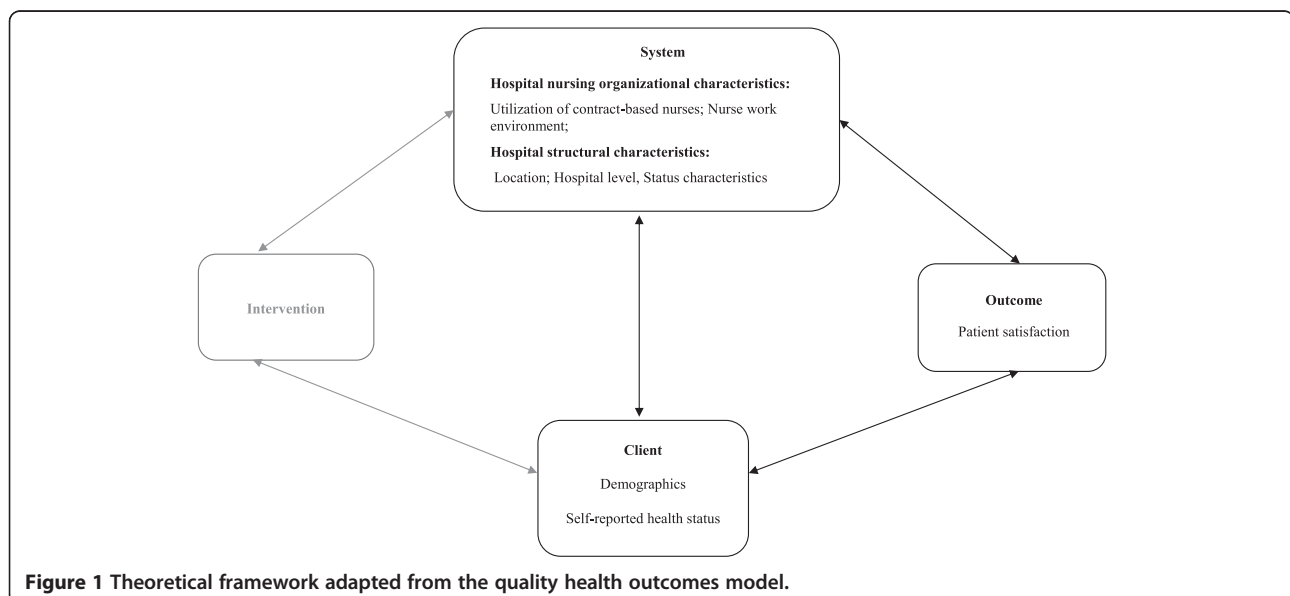 System
Hospital nursing organizational characteristics:
Utilization of contract-based nurses; Nurse work
environment;
Hospital structural characteristics:
Location; Hospital level, Status characteristics
Intervention
Outcome
Patient satisfaction
Client
Demographics
Self-reported health status
Figure 1 Theoretical framework adapted from the quality health outcomes model.